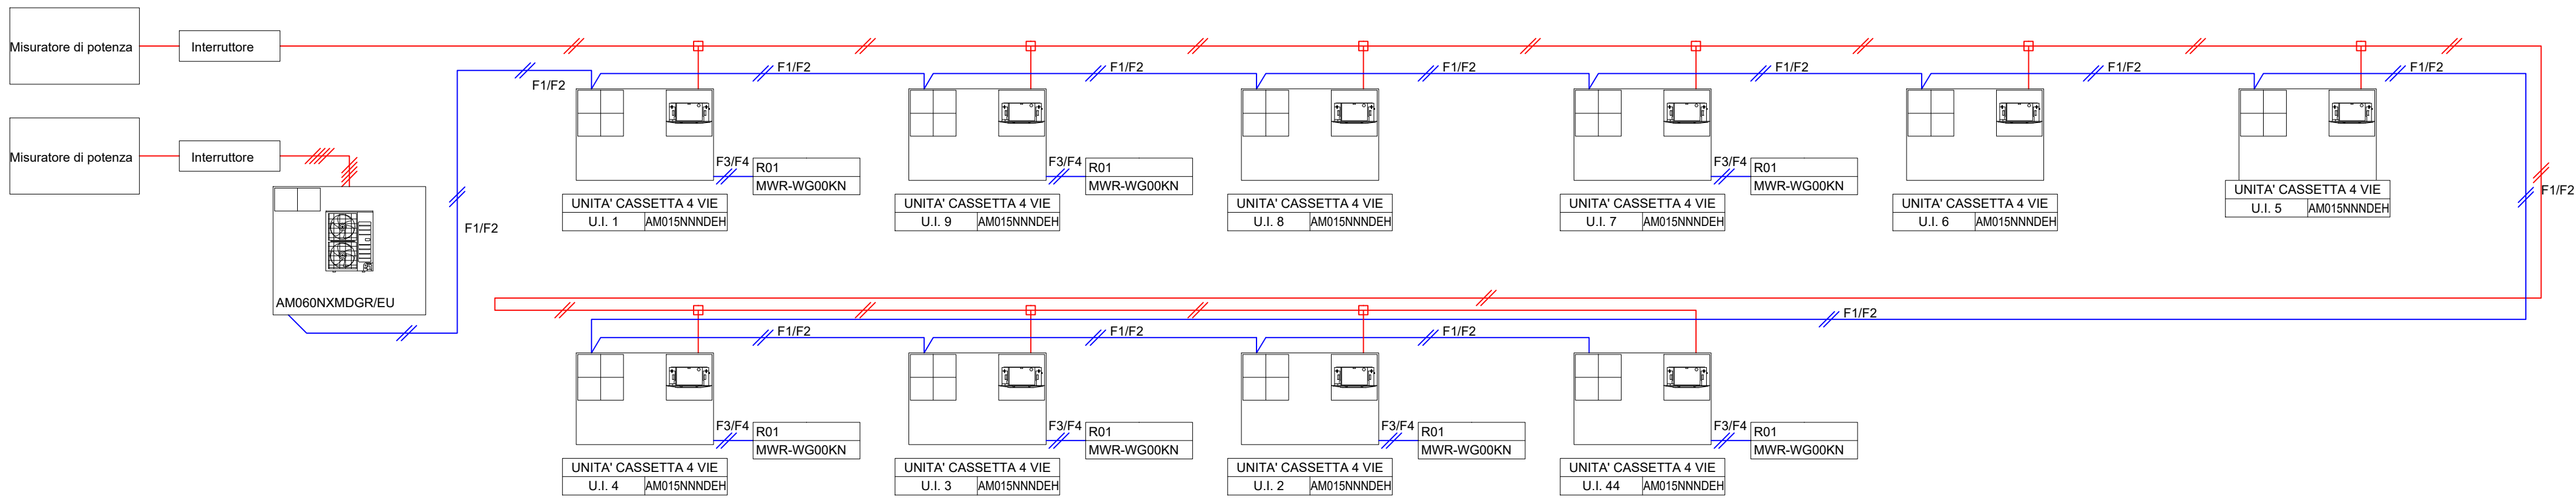 Misuratore di potenza
Interruttore
F1/F2
F1/F2
F1/F2
F1/F2
F1/F2
F1/F2
F1/F2
Misuratore di potenza
Interruttore
F3/F4
R01
MWR-WG00KN
F3/F4
R01
MWR-WG00KN
F3/F4
R01
MWR-WG00KN
F1/F2
UNITA' CASSETTA 4 VIE
U.I. 1 AM015NNNDEH
UNITA' CASSETTA 4 VIE
U.I. 9 AM015NNNDEH
UNITA' CASSETTA 4 VIE
U.I. 8 AM015NNNDEH
UNITA' CASSETTA 4 VIE
U.I. 7 AM015NNNDEH
UNITA' CASSETTA 4 VIE
U.I. 6 AM015NNNDEH
UNITA' CASSETTA 4 VIE
U.I. 5 AM015NNNDEH
F1/F2
AM060NXMDGR/EU
F1/F2
F1/F2
F1/F2
F1/F2
F3/F4
R01
MWR-WG00KN
F3/F4
R01
MWR-WG00KN
F3/F4
R01
MWR-WG00KN
F3/F4
R01
MWR-WG00KN
UNITA' CASSETTA 4 VIE
U.I. 4 AM015NNNDEH
UNITA' CASSETTA 4 VIE
U.I. 3 AM015NNNDEH
UNITA' CASSETTA 4 VIE
U.I. 2 AM015NNNDEH
UNITA' CASSETTA 4 VIE
U.I. 44 AM015NNNDEH